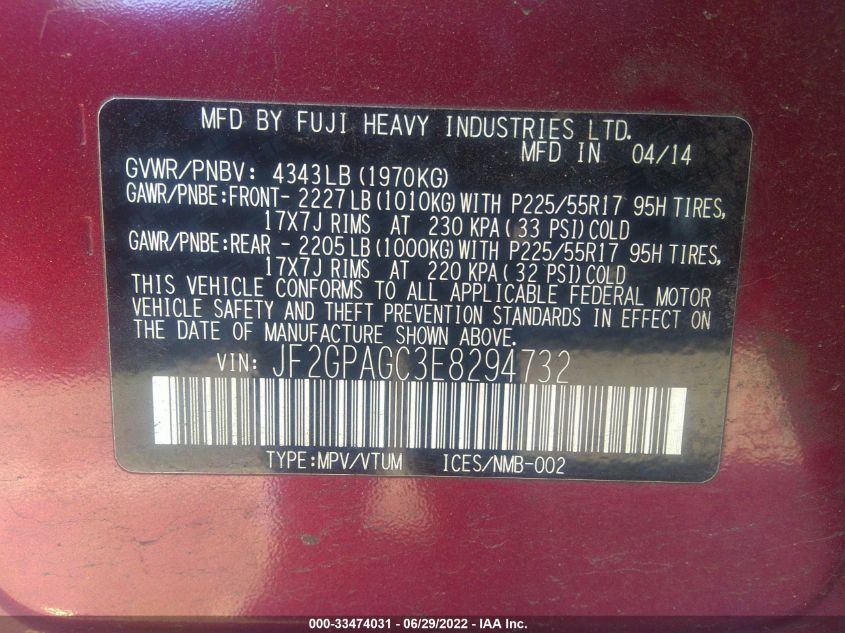 MFD BY FUJI HEAVY INDUSTRIES LTD.
MFD IN 04/14
GVWR/PNBV: 4343LB(1970KG)
GAWR/PNBE:FRONT- 2227LB(1010KG)WITH P225/55R17 95H TIRES,
17X7J RIMS AT 230 KPA( 33 PSI)COLD
GAWR/PNBE:REAR - 2205LB(1000KG)WITH P225/55R17 95H TIRES,
17X7J RIMS AT 220 KPA( 32 PSI)COLD
THIS VEHICLE CONFORMS TO ALL APPLICABLE FEDERAL MOTOR
VEHICLE SAFETY AND THEFT PREVENTION STANDARDS IN EFFECT ON
THE DATE OF MANUFACTURE SHOWN ABOVE.
VIN: JF2GPAGC3E8294732
TYPE:MPV/VTUM ICES/NMB-002
000-33474031 - 06/29/2022 - IAA Inc.